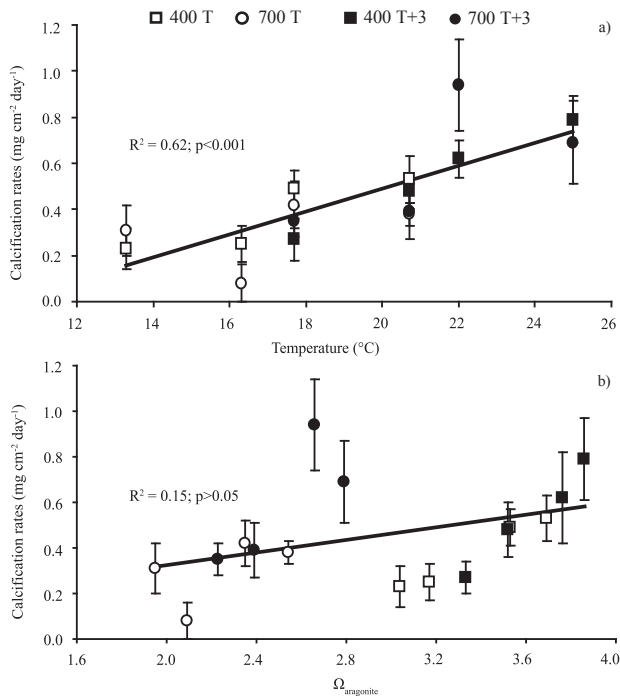 400 T 700 T 400 T+3 700 T+3
a)
1.2
1.0
0.8
0.6
0.4
0.2
0.0
Calcification rates (mg cm⁻² day⁻¹)
R² = 0.62; p<0.001
12 14 16 18 20 22 24 26
Temperature (°C)
b)
1.2
1.0
0.8
0.6
0.4
0.2
0.0
Calcification rates (mg cm⁻² day⁻¹)
R² = 0.15; p>0.05
1.6 2.0 2.4 2.8 3.2 3.6 4.0
Ωaragonite